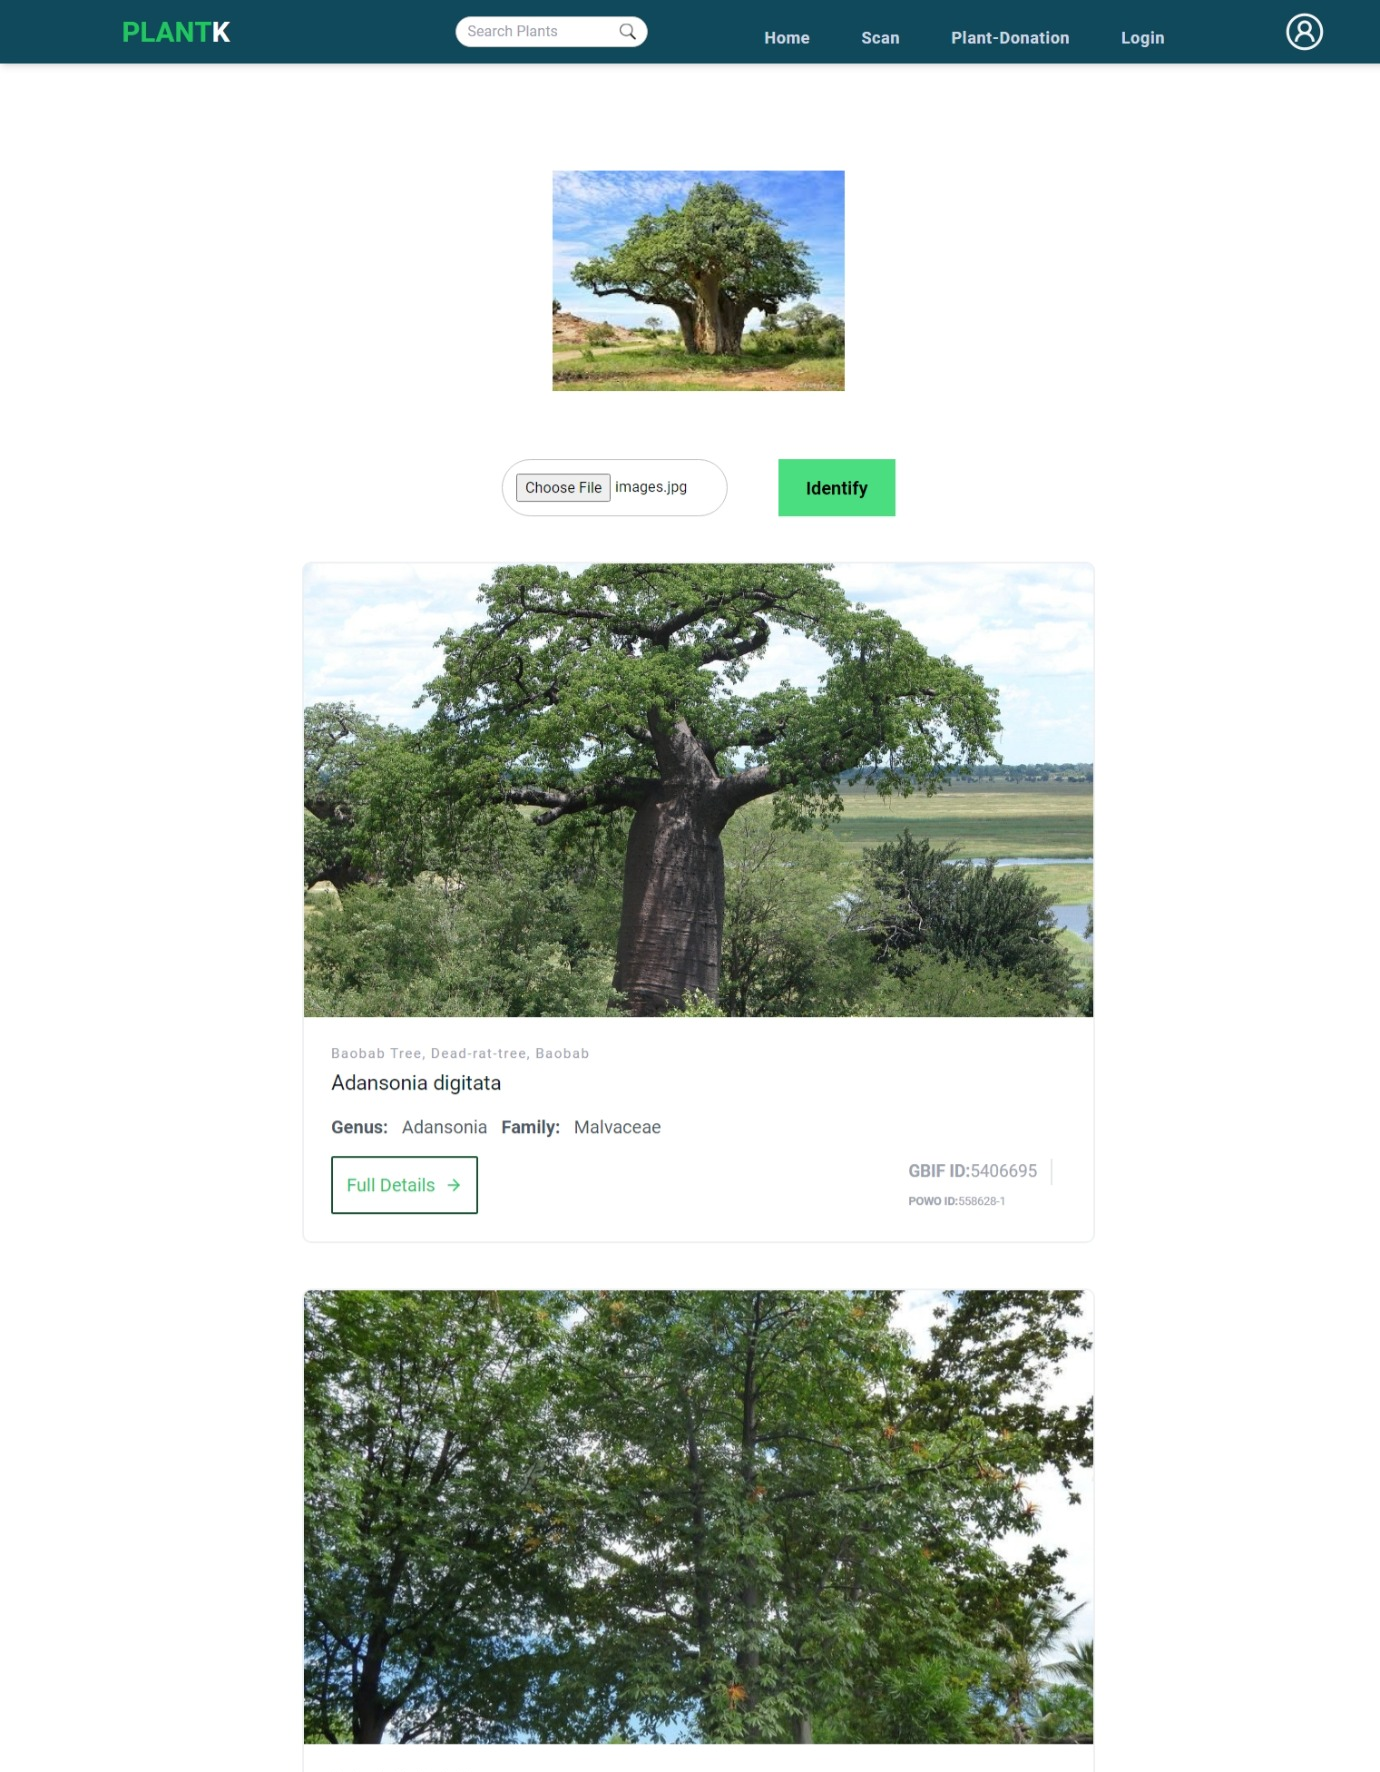 PLANTK
Search Plants
Home Scan Plant-Donation Login
Choose File images.jpg
Identify
Baobab Tree, Dead-rat-tree, Baobab
Adansonia digitata
Genus: Adansonia Family: Malvaceae
Full Details →
GBIF ID:5406695
POWO ID:558628-1